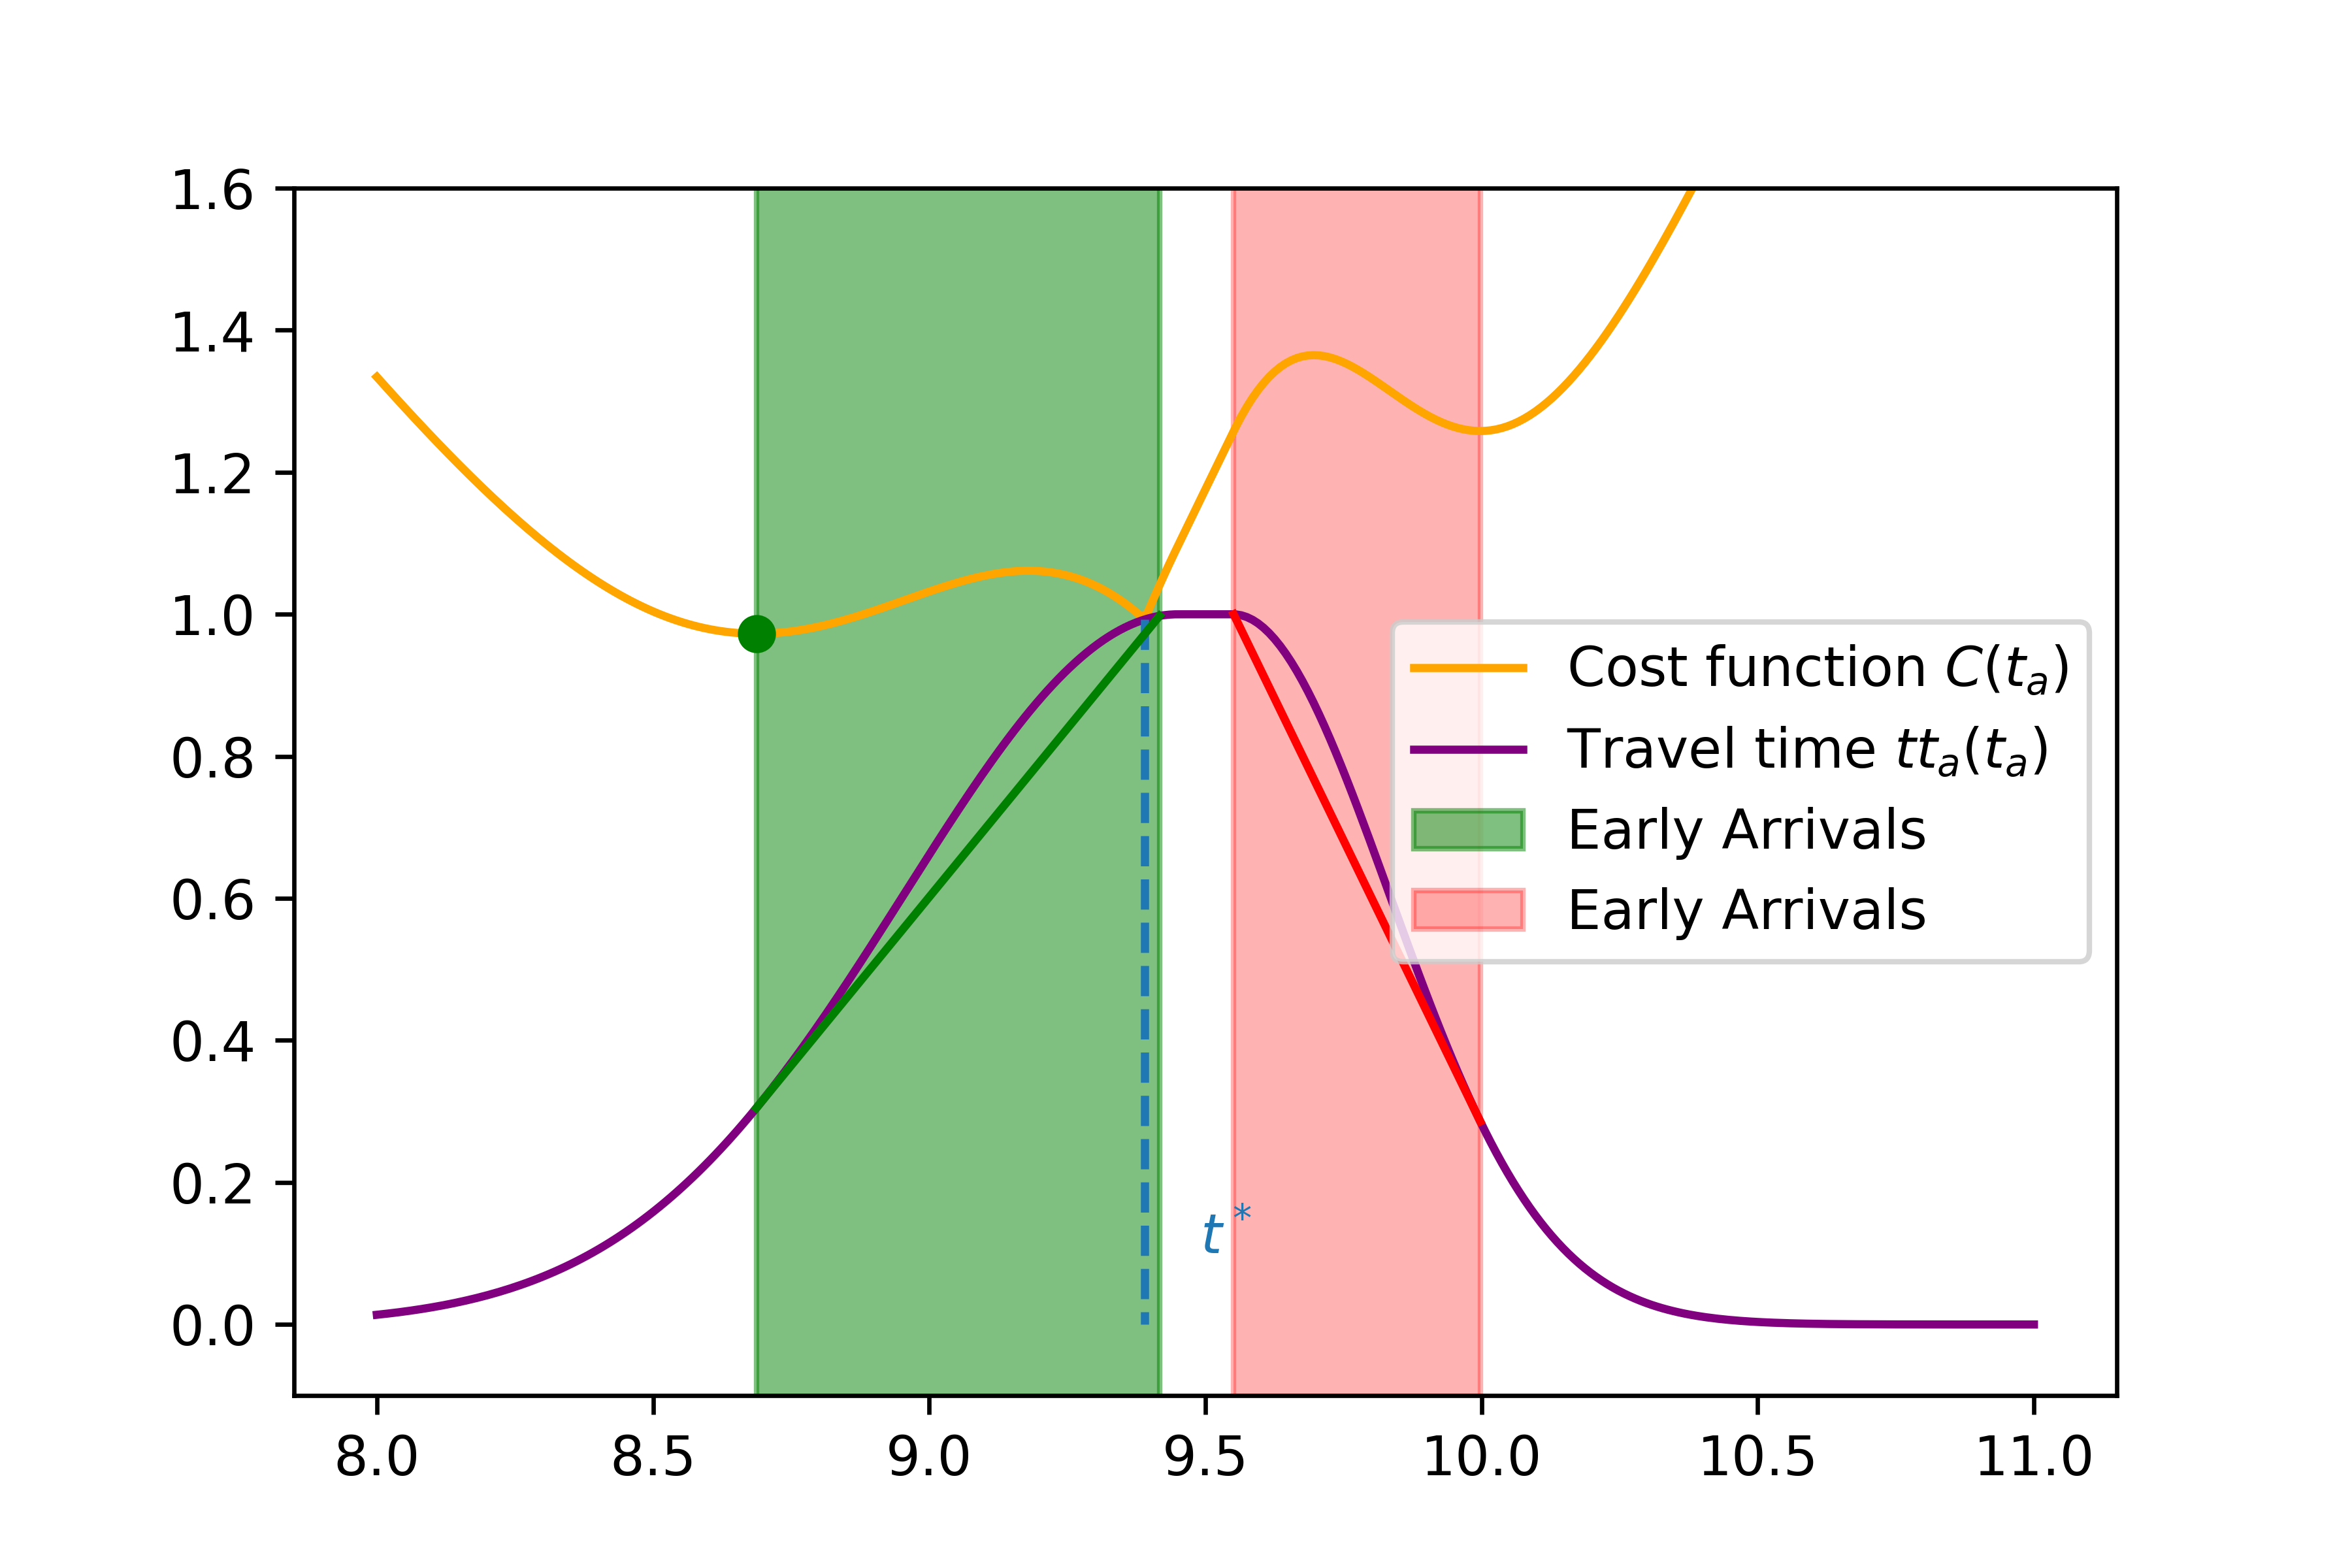 1.6
1.4
1.2
1.0
0.8
0.6
0.4
0.2
0.0
Cost function C(tₐ)
Travel time ttₐ(tₐ)
Early Arrivals
Early Arrivals
t*
8.0 8.5 9.0 9.5 10.0 10.5 11.0